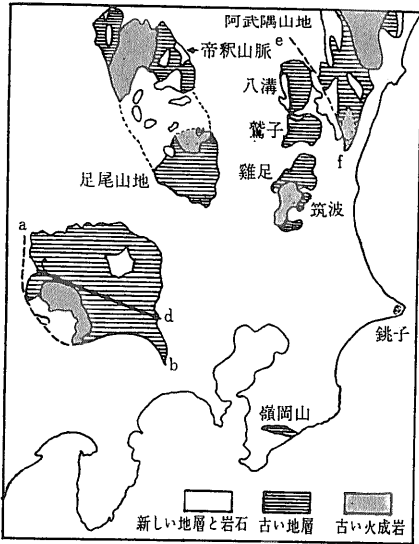 阿武隈山地
e
帝釈山脈
八溝
鷲子
f
足尾山地
雞足
筑波
a
d
b
銚子
嶺岡山
新しい地層と岩石 古い地層 古い火成岩